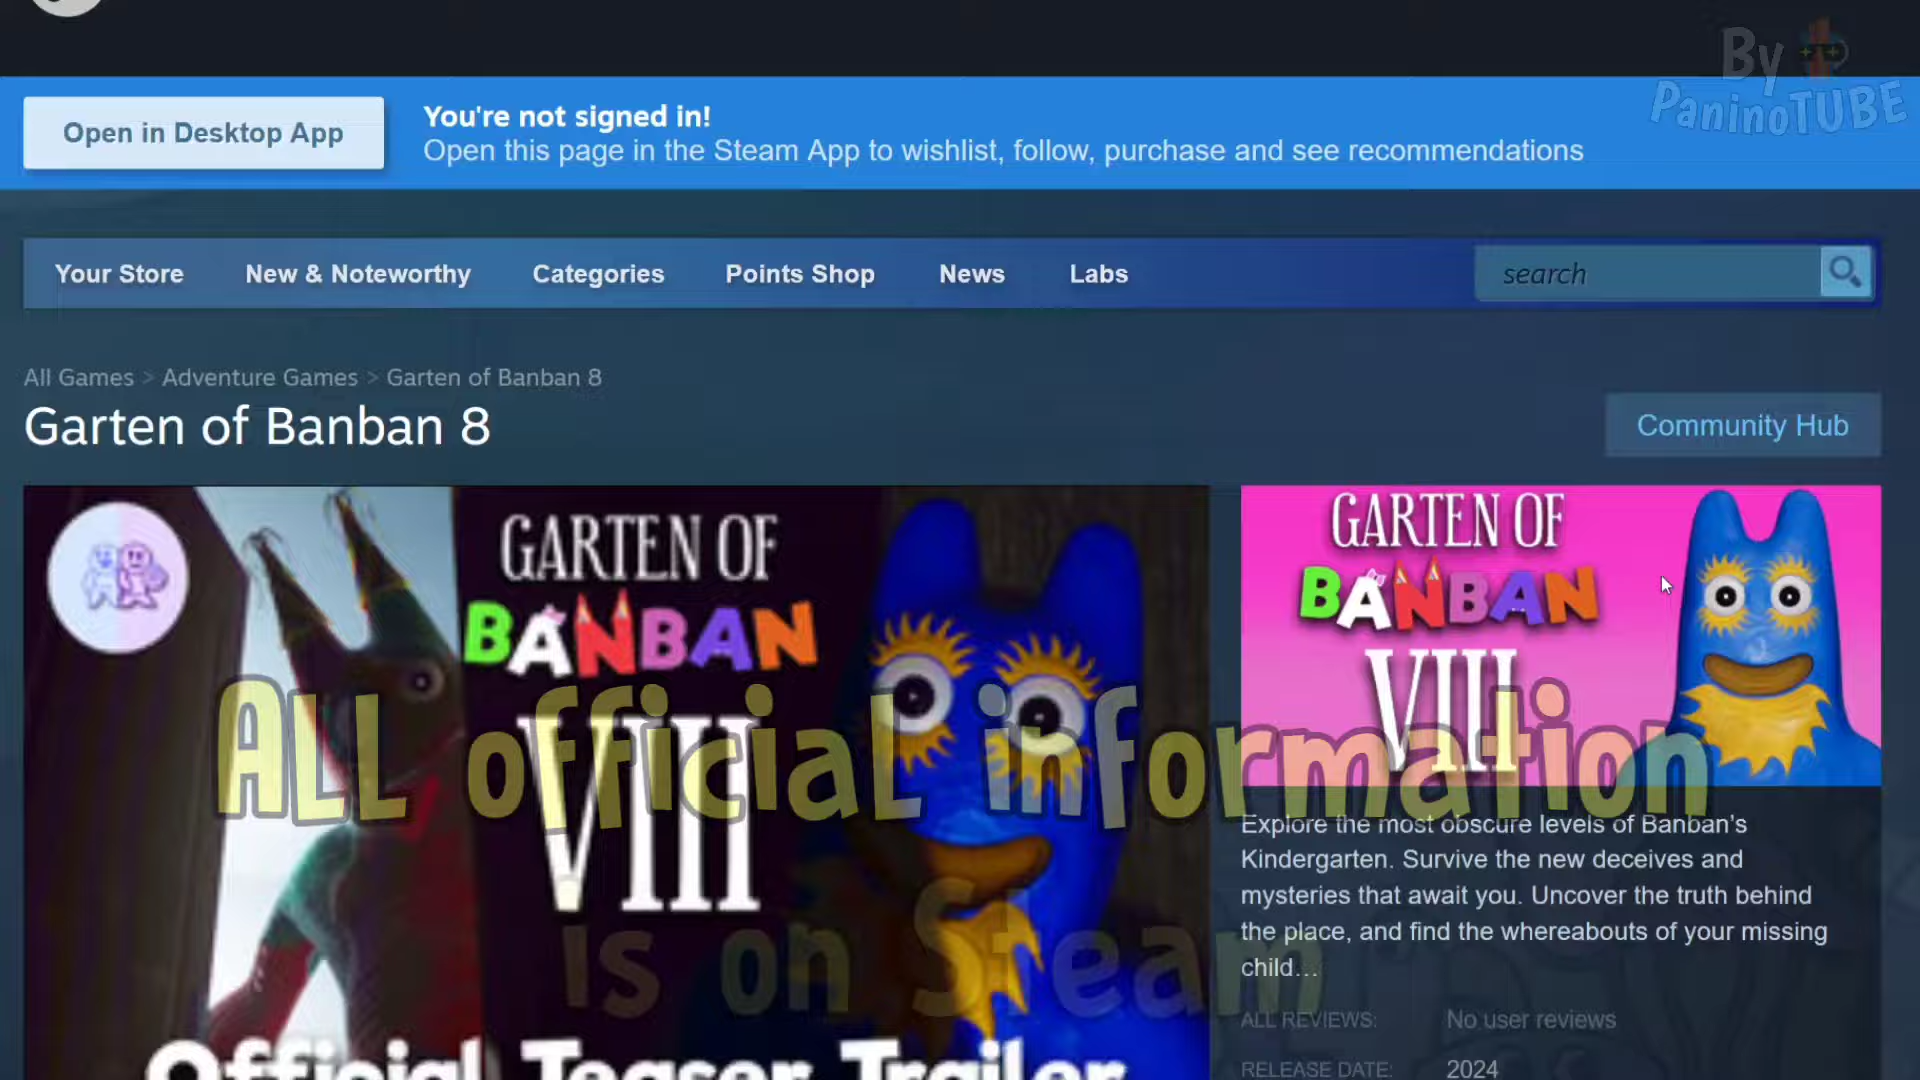 By
PaninoTUBE
Open in Desktop App
You're not signed in!
Open this page in the Steam App to wishlist, follow, purchase and see recommendations
Your Store New & Noteworthy Categories Points Shop News Labs search
All Games > Adventure Games > Garten of Banban 8
Garten of Banban 8
Community Hub
GARTEN OF
BANBAN
VIII
GARTEN OF
BANBAN
VIII
ALL official information
is on Steam
Explore the most obscure levels of Banban's
Kindergarten. Survive the new deceives and
mysteries that await you. Uncover the truth behind
the place, and find the whereabouts of your missing
child...
ALL REVIEWS: No user reviews
RELEASE DATE: 2024
Official Teaser Trailer